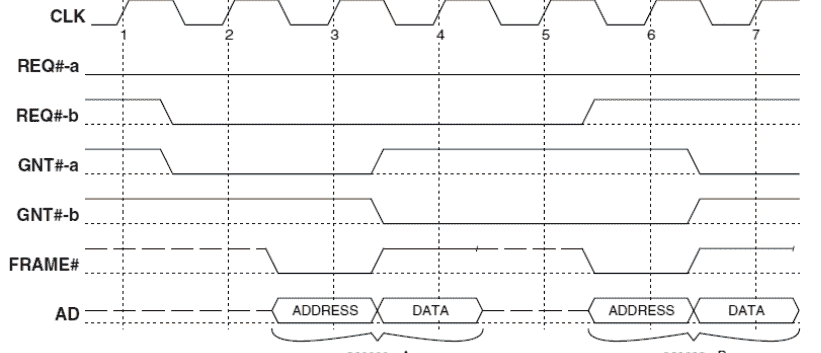 CLK
1 2 3 4 5 6 7
REQ#-a
REQ#-b
GNT#-a
GNT#-b
FRAME#
AD ADDRESS DATA ADDRESS DATA